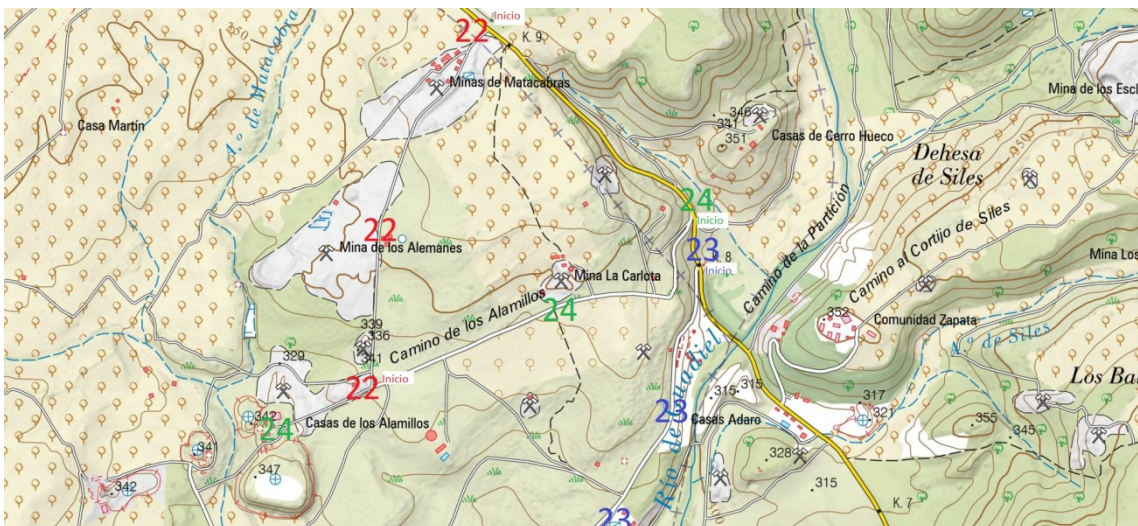 22
Inicio
K. 9
350
A.º de Matacabras
Minas de Matacabras
Casa Martín
346
341
351
Casas de Cerro Hueco
Mina de los Escl
350
Dehesa
de Siles
24
Inicio
22
Mina de los Alemanes
23
K. 8
Inicio
Camino de la Partición
Camino al Cortijo de Siles
Mina Los
Mina La Carlota
24
Camino de los Alamillos
339
336
341
329
352
Comunidad Zapata
A.º de Siles
Río de Guadiel
22
Inicio
315
315
317
321
Los Ba
342
24
Casas de los Alamillos
23
Casas Adaro
355
345
341
328
347
342
315
300
K. 7
23